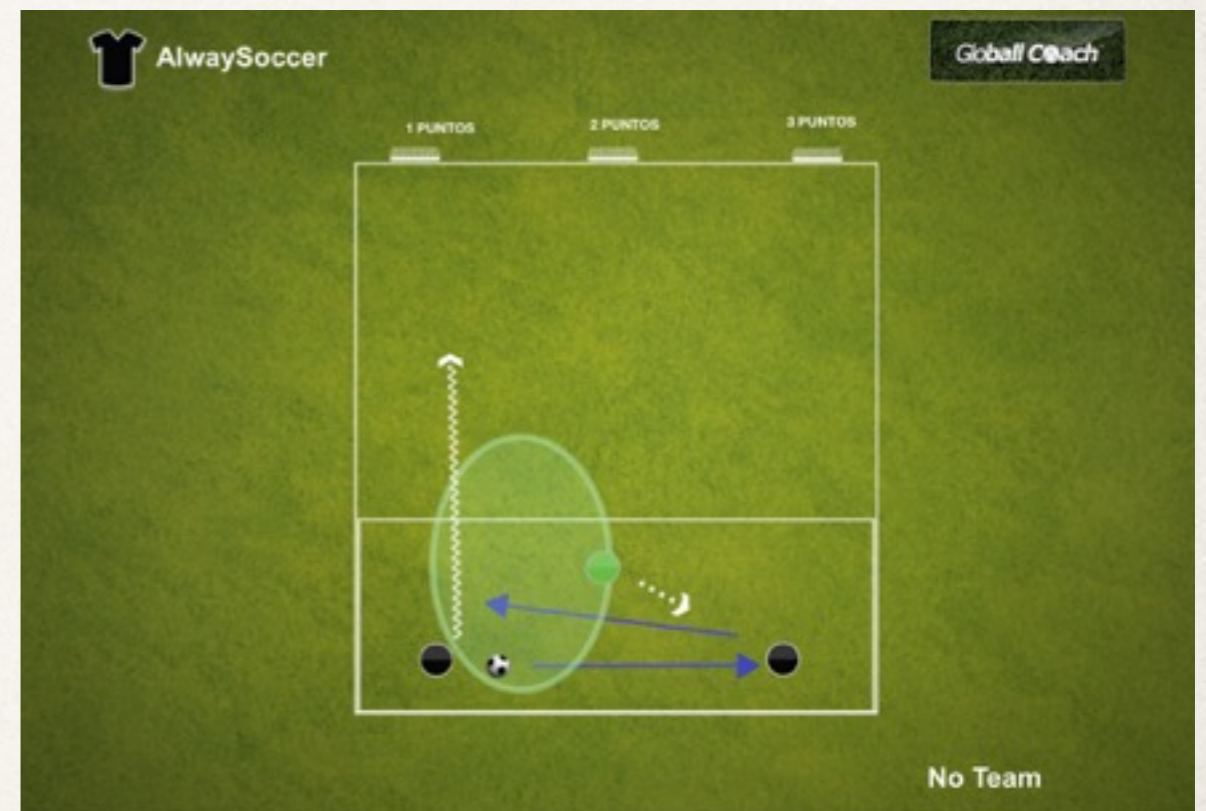 AlwaySoccer
Globall Coach
1 PUNTOS
2 PUNTOS
3 PUNTOS
No Team